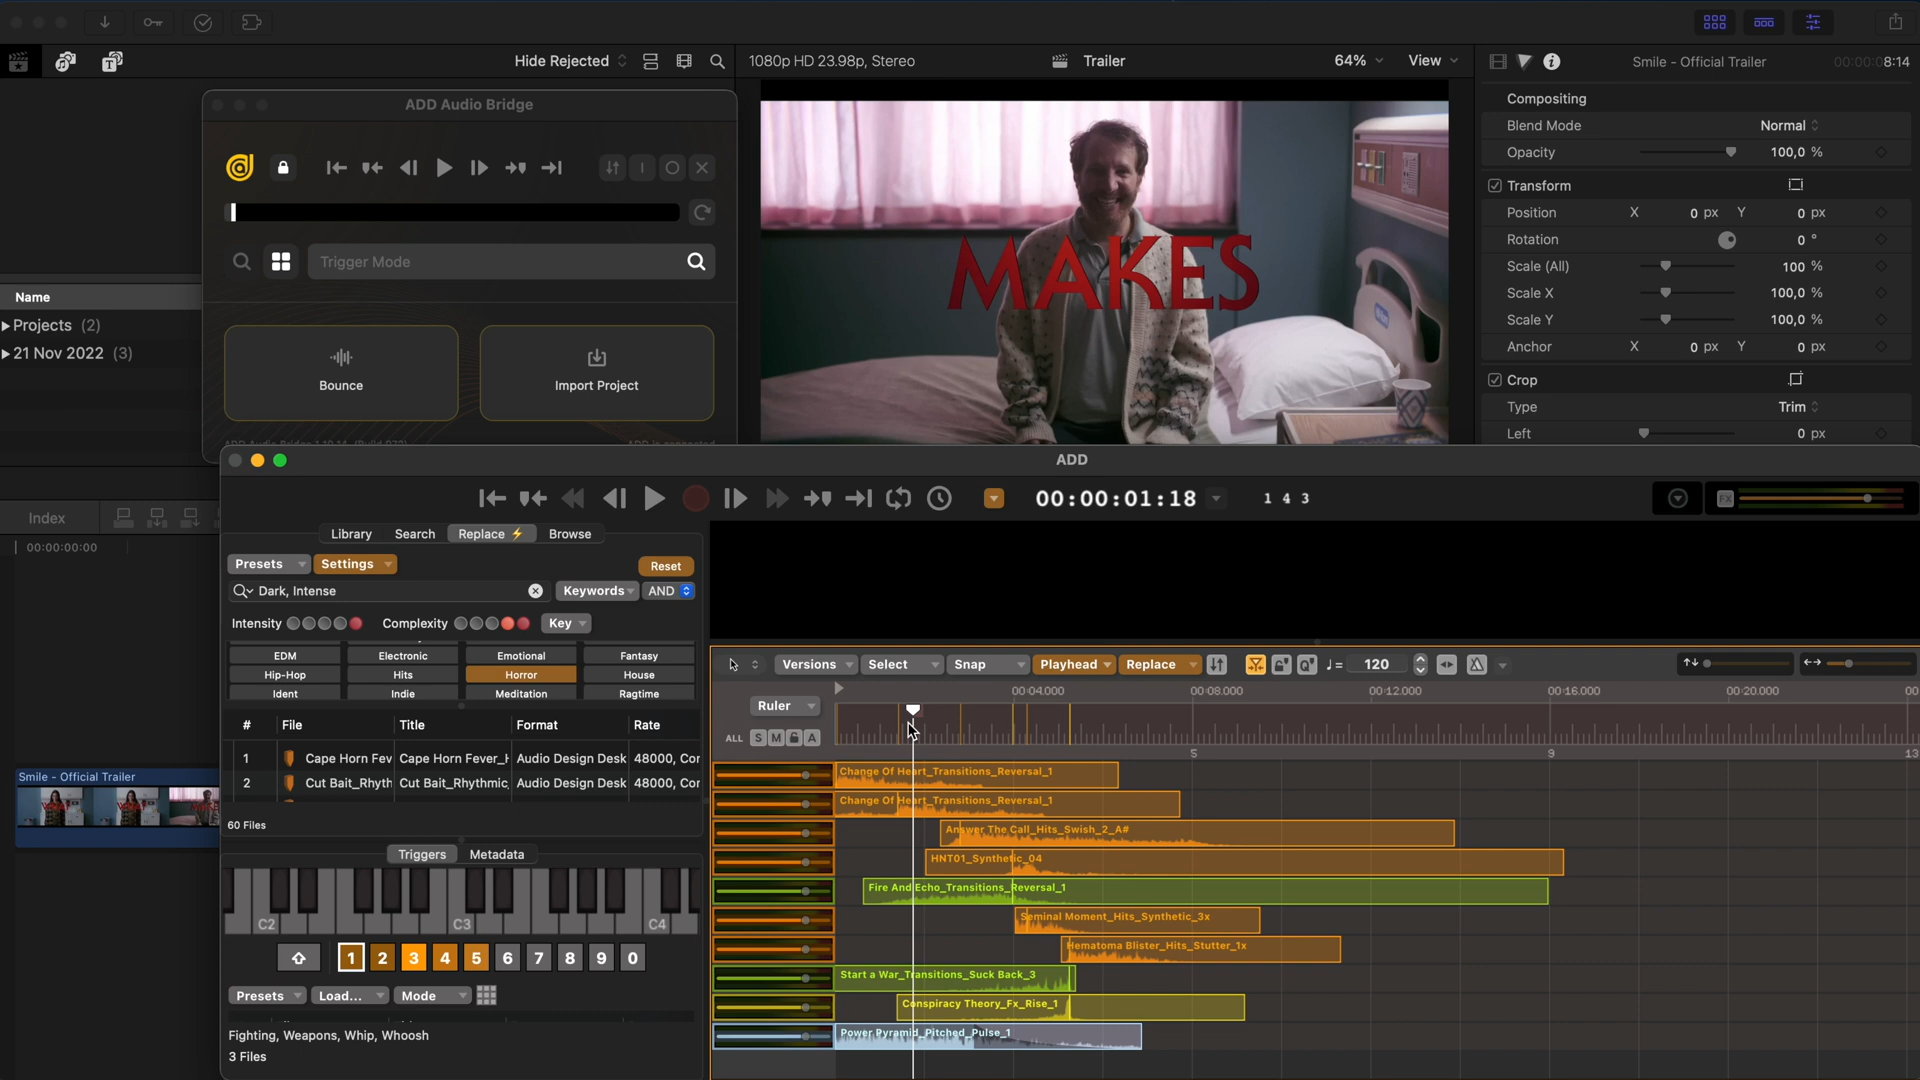 Hide Rejected
1080p HD 23.98p, Stereo
Trailer
64%
View
Smile - Official Trailer
00:00:08:14
ADD Audio Bridge
Trigger Mode
Bounce
Import Project
Name
Projects (2)
21 Nov 2022 (3)
MAKES
Compositing
Blend Mode
Normal
Opacity
100,0 %
Transform
Position
X
0 px
Y
0 px
Rotation
0 °
Scale (All)
100 %
Scale X
100,0 %
Scale Y
100,0 %
Anchor
X
0 px
Y
0 px
Crop
Type
Trim
Left
0 px
Index
00:00:00:00
Smile - Official Trailer
ADD
00:00:01:18
1 4 3
FX
Library
Search
Replace
Browse
Presets
Settings
Reset
Dark, Intense
Keywords
AND
Intensity
Complexity
Key
EDM
Electronic
Emotional
Fantasy
Hip-Hop
Hits
Horror
House
Ident
Indie
Meditation
Ragtime
#
File
Title
Format
Rate
1
Cape Horn Fev
Cape Horn Fever_H
Audio Design Desk
48000, Cor
2
Cut Bait_Rhyth
Cut Bait_Rhythmic_
Audio Design Desk
48000, Cor
60 Files
Triggers
Metadata
C2
C3
C4
1
2
3
4
5
6
7
8
9
0
Presets
Load...
Mode
Fighting, Weapons, Whip, Whoosh
3 Files
Versions
Select
Snap
Playhead
Replace
120
Ruler
00:04.000
00:08.000
00:12.000
00:16.000
00:20.000
00
ALL
S
M
A
5
9
13
Change Of Heart_Transitions_Reversal_1
Change Of Heart_Transitions_Reversal_1
Answer The Call_Hits_Swish_2_A#
HNT01_Synthetic_04
Fire And Echo_Transitions_Reversal_1
Seminal Moment_Hits_Synthetic_3x
Hematoma Blister_Hits_Stutter_1x
Start a War_Transitions_Suck Back_3
Conspiracy Theory_Fx_Rise_1
Power Pyramid_Pitched_Pulse_1